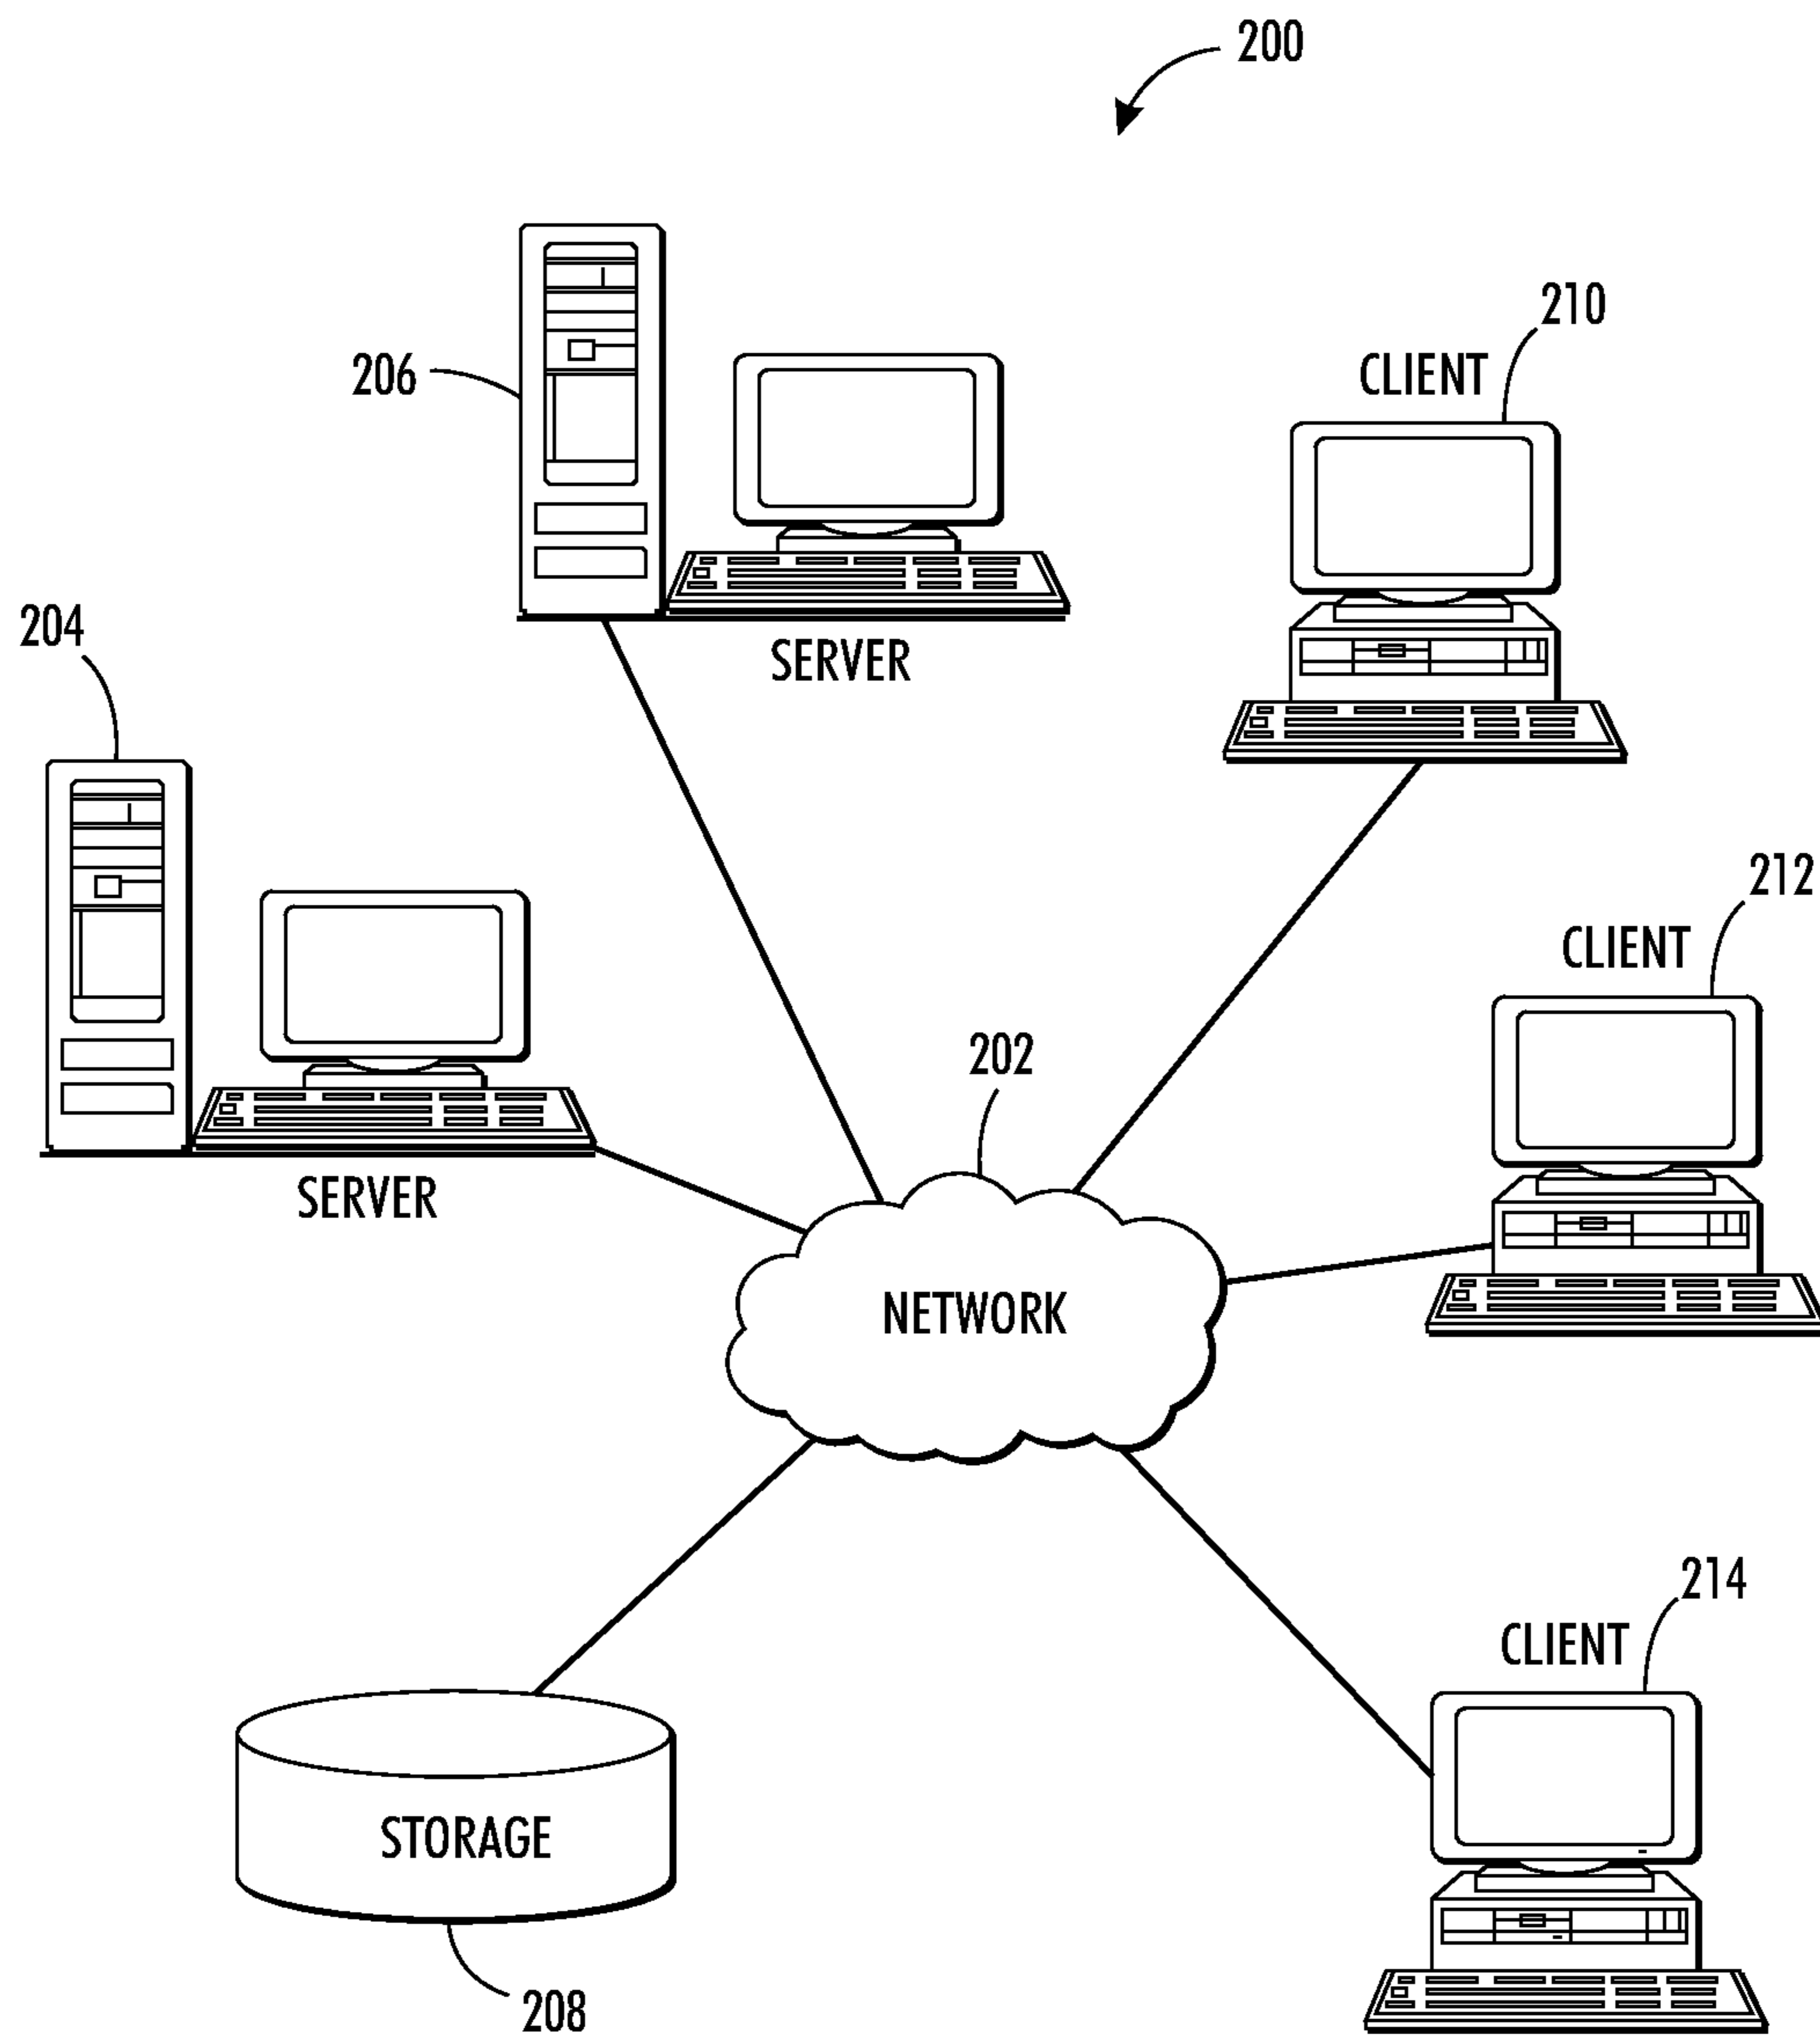 200
210
CLIENT
206
204
SERVER
212
CLIENT
202
SERVER
NETWORK
214
CLIENT
STORAGE
208